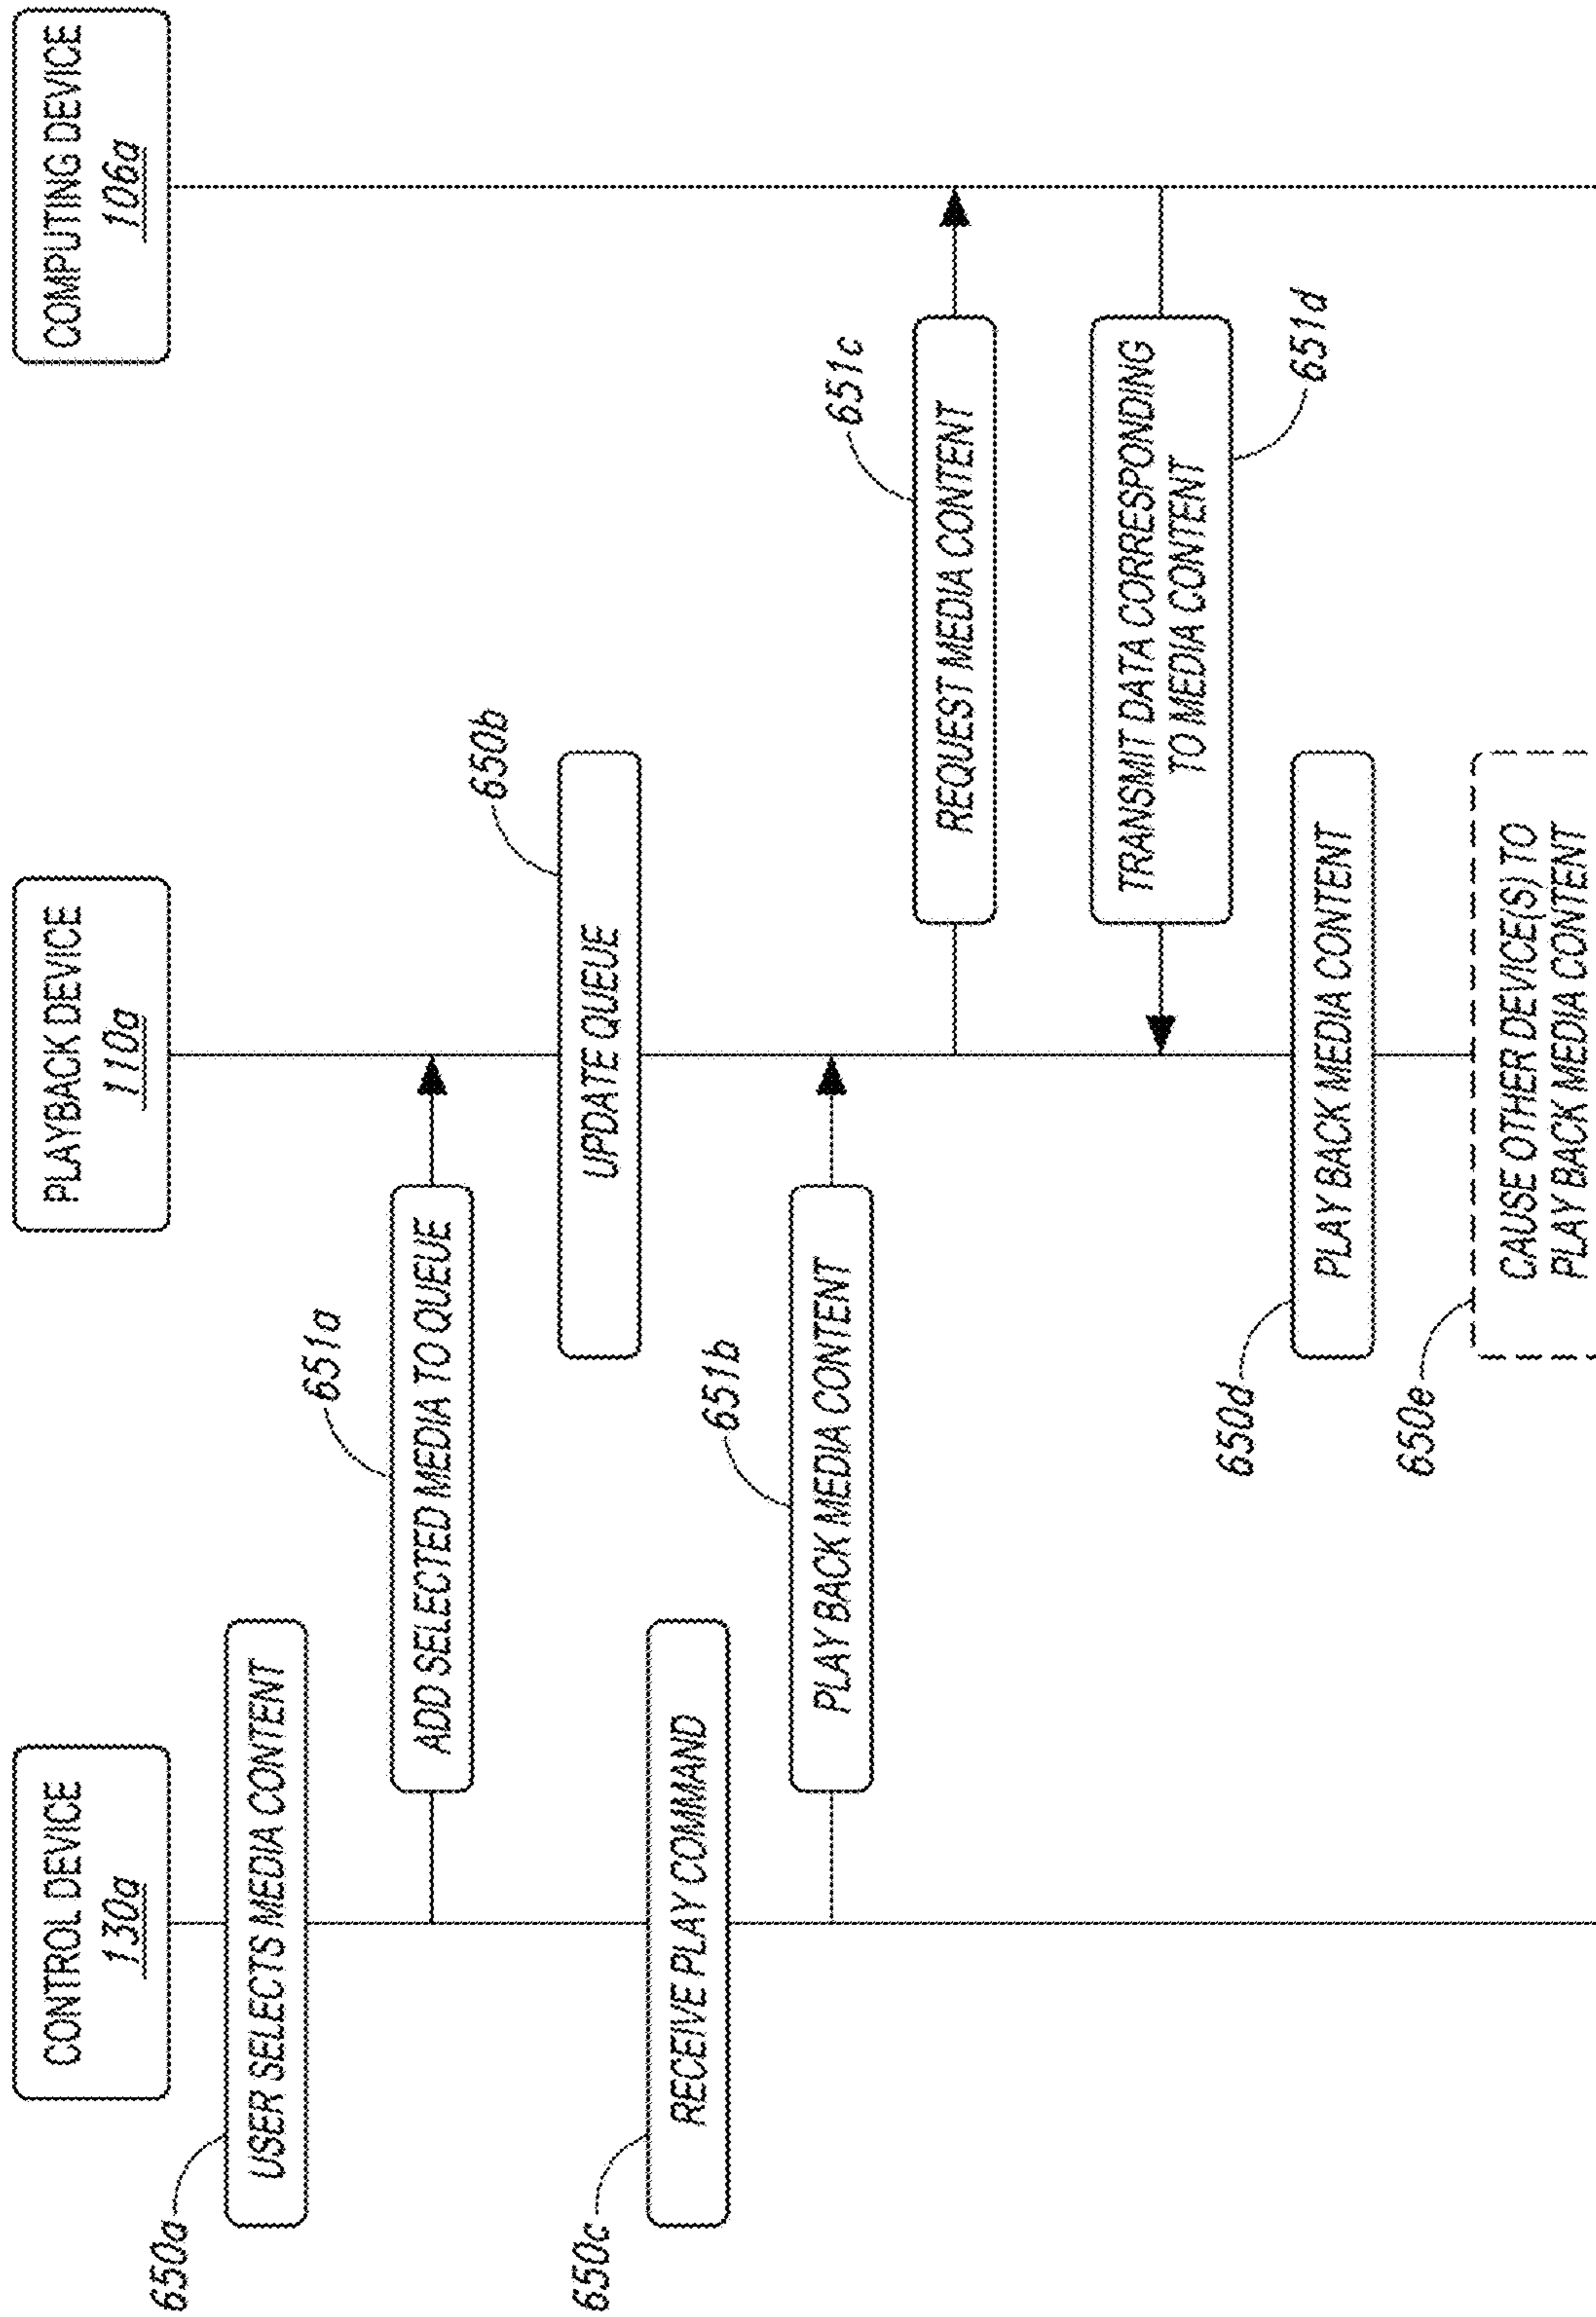 CONTROL DEVICE
130a
PLAYBACK DEVICE
110a
COMPUTING DEVICE
106a
650a
USER SELECTS MEDIA CONTENT
651a
ADD SELECTED MEDIA TO QUEUE
650b
UPDATE QUEUE
650c
RECEIVE PLAY COMMAND
651b
PLAY BACK MEDIA CONTENT
651c
REQUEST MEDIA CONTENT
TRANSMIT DATA CORRESPONDING
TO MEDIA CONTENT
651d
650d
PLAY BACK MEDIA CONTENT
650e
CAUSE OTHER DEVICE(S) TO
PLAY BACK MEDIA CONTENT